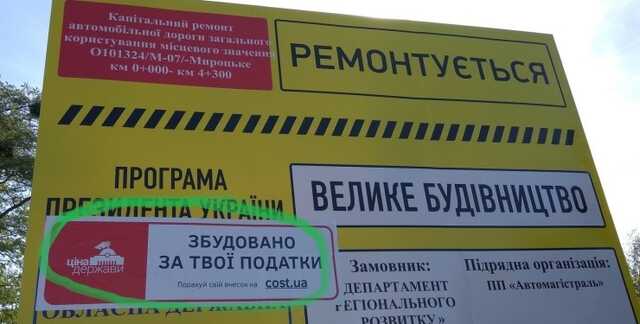 Капітальний ремонт
автомобільної дороги загального
користування місцевого значення
О101324/М-07/-Мироцьке
км 0+000- км 4+300
РЕМОНТУЄТЬСЯ
ПРОГРАМА
ПРЕЗИДЕНТА УКРАЇНИ
ВЕЛИКЕ БУДІВНИЦТВО
ціна
держави
ЗБУДОВАНО
ЗА ТВОЇ ПОДАТКИ
Порахуй свій внесок на cost.ua
ОБЛАСНА ДЕРЖАВНА
Замовник:
ДЕПАРТАМЕНТ
РЕГІОНАЛЬНОГО
РОЗВИТКУ
Підрядна організація:
ПП «Автомагістраль»